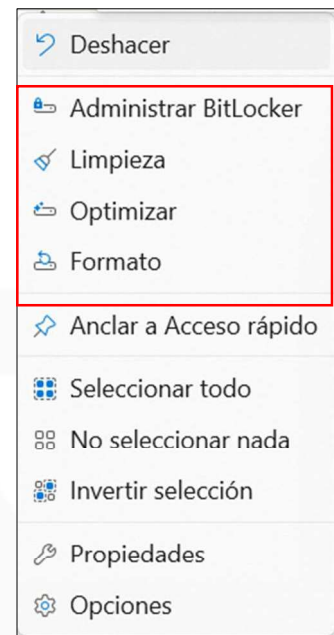 Deshacer
Administrar BitLocker
Limpieza
Optimizar
Formato
Anclar a Acceso rápido
Seleccionar todo
No seleccionar nada
Invertir selección
Propiedades
Opciones